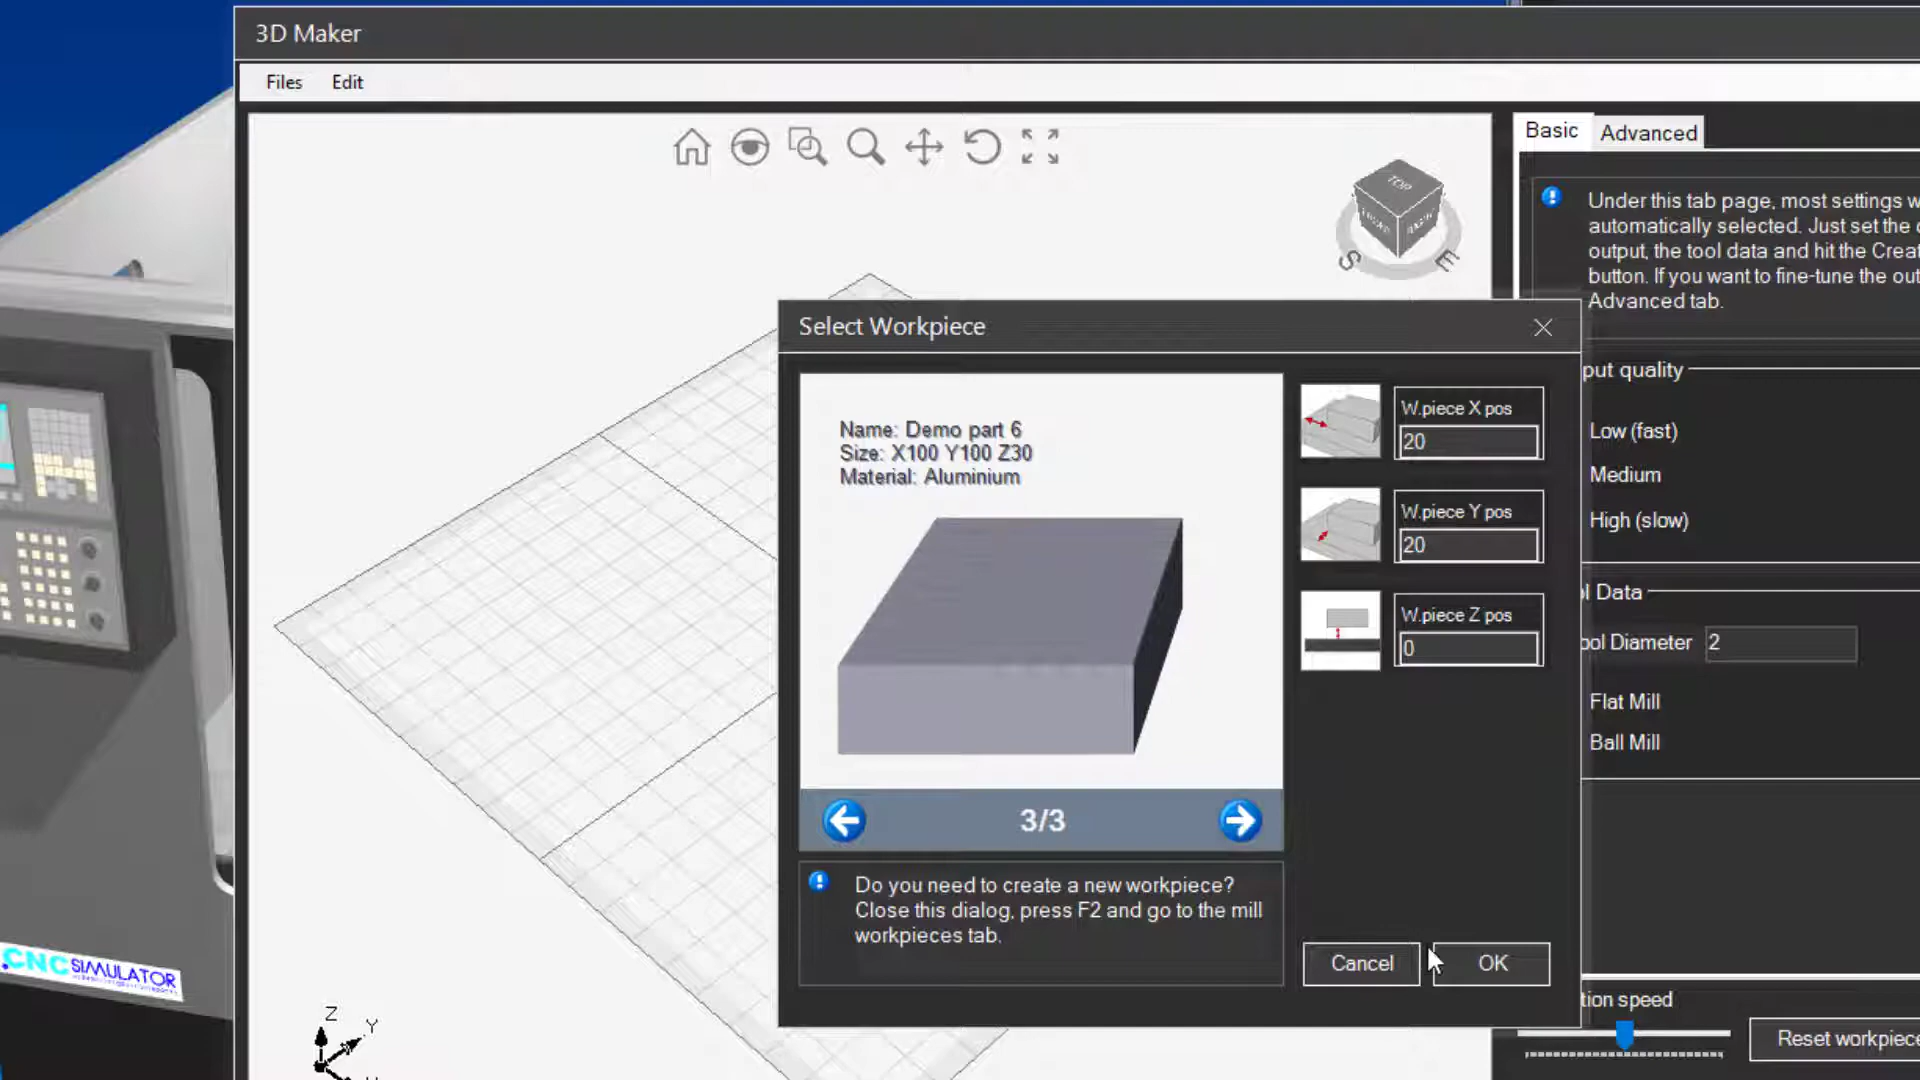 3D Maker
Files Edit
Basic Advanced
TOP
S E
Under this tab page, most settings
automatically selected. Just set the
output, the tool data and hit the
button. If you want to fine-tune the
Advanced tab.
Select Workpiece
Name: Demo part 6
Size: X100 Y100 Z30
Material: Aluminium
W.piece X pos
20
W.piece Y pos
20
W.piece Z pos
0
3/3
Do you need to create a new workpiece?
Close this dialog, press F2 and go to the mill
workpieces tab.
Cancel OK
quality
Low (fast)
Medium
High (slow)
Data
Diameter 2
Flat Mill
Ball Mill
speed
Reset workpiece
CNC SIMULATOR
Z
Y